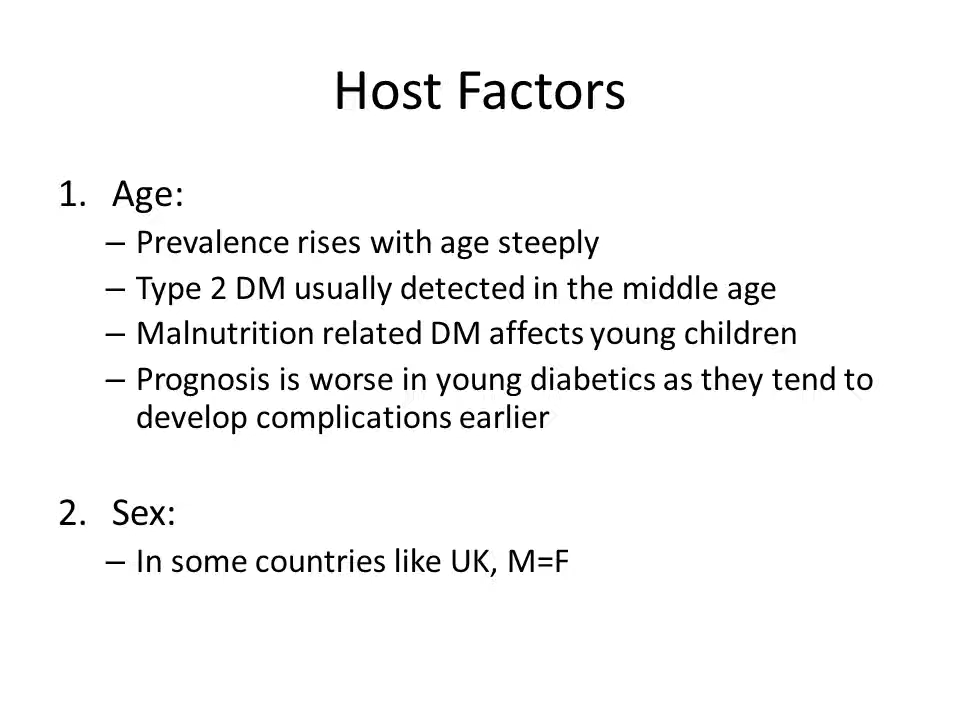 Host Factors
1. Age:
– Prevalence rises with age steeply
– Type 2 DM usually detected in the middle age
– Malnutrition related DM affects young children
– Prognosis is worse in young diabetics as they tend to
develop complications earlier
2. Sex:
– In some countries like UK, M=F